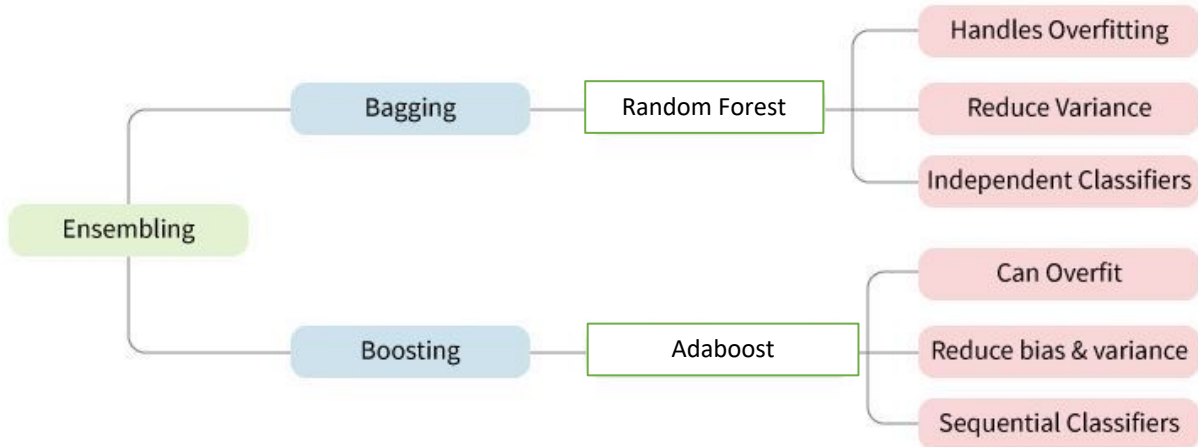 Handles Overfitting
Bagging
Random Forest
Reduce Variance
Independent Classifiers
Ensembling
Can Overfit
Boosting
Adaboost
Reduce bias & variance
Sequential Classifiers